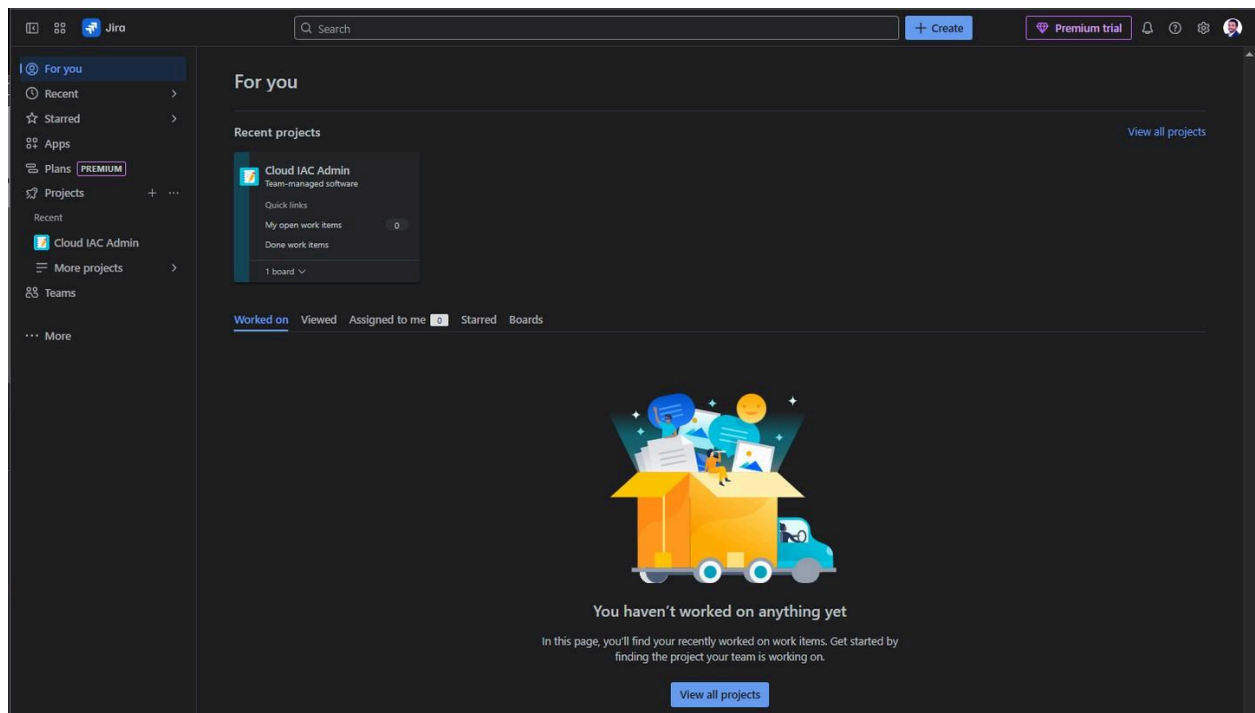 Jira
Search
+ Create
Premium trial
For you
Recent
Starred
Apps
Plans PREMIUM
Projects
Recent
Cloud IAC Admin
More projects
Teams
More
For you
Recent projects
View all projects
Cloud IAC Admin
Team-managed software
Quick links
My open work items 0
Done work items
1 board
Worked on Viewed Assigned to me 0 Starred Boards
You haven't worked on anything yet
In this page, you'll find your recently worked on work items. Get started by
finding the project your team is working on.
View all projects